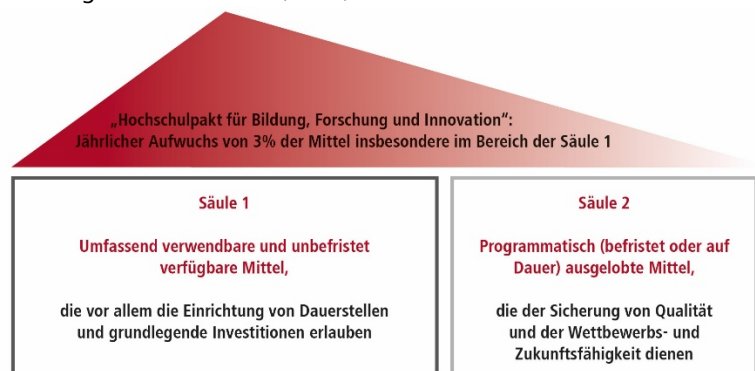 „Hochschulpakt für Bildung, Forschung und Innovation“:
Jährlicher Aufwuchs von 3% der Mittel insbesondere im Bereich der Säule 1
Säule 1
Umfassend verwendbare und unbefristet
verfügbare Mittel,
die vor allem die Einrichtung von Dauerstellen
und grundlegende Investitionen erlauben
Säule 2
Programmatisch (befristet oder auf
Dauer) ausgelobte Mittel,
die der Sicherung von Qualität
und der Wettbewerbs- und
Zukunftsfähigkeit dienen